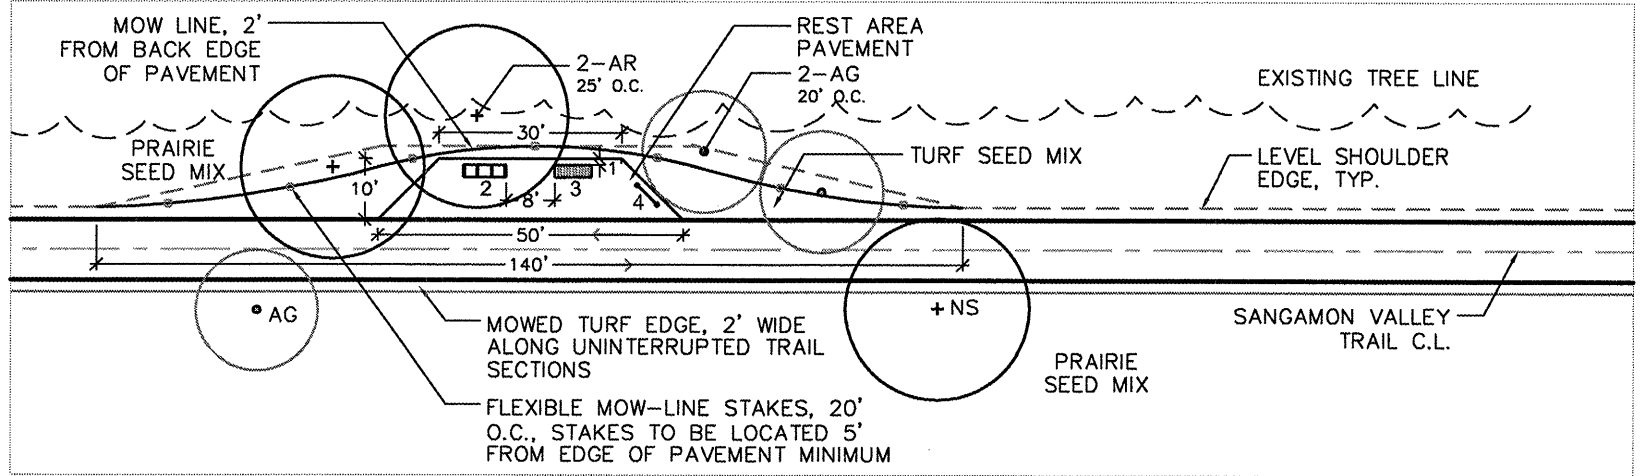 MOW LINE, 2'
FROM BACK EDGE
OF PAVEMENT
2-AR
25' O.C.
REST AREA
PAVEMENT
2-AG
20' O.C.
EXISTING TREE LINE
PRAIRIE
SEED MIX
30'
10'
1'
2
8'
3
4
TURF SEED MIX
LEVEL SHOULDER
EDGE, TYP.
50'
140'
AG
NS
MOWED TURF EDGE, 2' WIDE
ALONG UNINTERRUPTED TRAIL
SECTIONS
SANGAMON VALLEY
TRAIL C.L.
PRAIRIE
SEED MIX
FLEXIBLE MOW-LINE STAKES, 20'
O.C., STAKES TO BE LOCATED 5'
FROM EDGE OF PAVEMENT MINIMUM